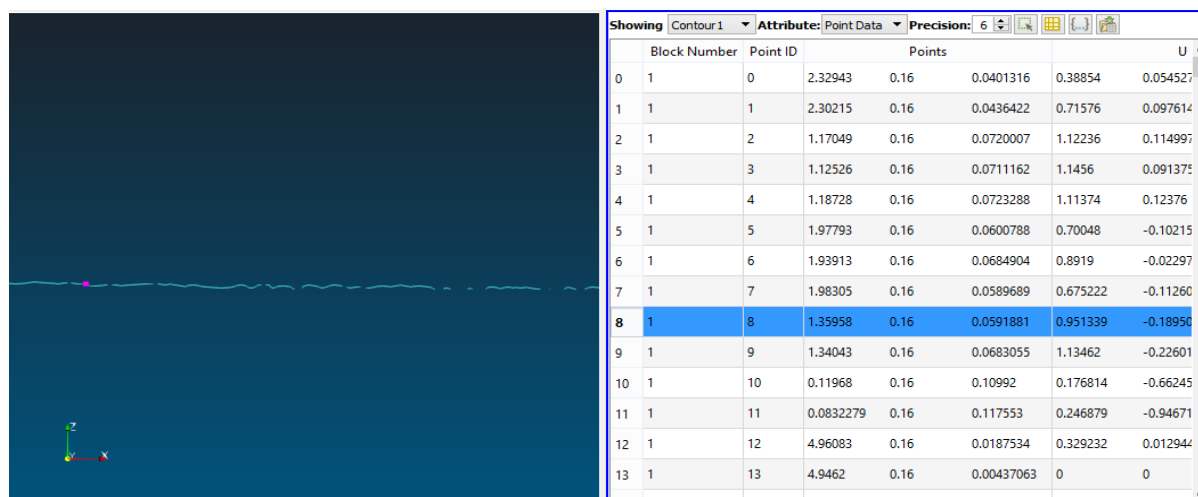 Showing Contour1 Attribute: Point Data Precision: 6 {...}
Block Number Point ID Points U
0 1 0 2.32943 0.16 0.0401316 0.38854 0.054527
1 1 1 2.30215 0.16 0.0436422 0.71576 0.097614
2 1 2 1.17049 0.16 0.0720007 1.12236 0.114997
3 1 3 1.12526 0.16 0.0711162 1.1456 0.091375
4 1 4 1.18728 0.16 0.0723288 1.11374 0.12376
5 1 5 1.97793 0.16 0.0600788 0.70048 -0.10215
6 1 6 1.93913 0.16 0.0684904 0.8919 -0.02297
7 1 7 1.98305 0.16 0.0589689 0.675222 -0.11260
8 1 8 1.35958 0.16 0.0591881 0.951339 -0.18950
9 1 9 1.34043 0.16 0.0683055 1.13462 -0.22601
10 1 10 0.11968 0.16 0.10992 0.176814 -0.66245
11 1 11 0.0832279 0.16 0.117553 0.246879 -0.94671
12 1 12 4.96083 0.16 0.0187534 0.329232 0.012944
13 1 13 4.9462 0.16 0.00437063 0 0
Z
Y X